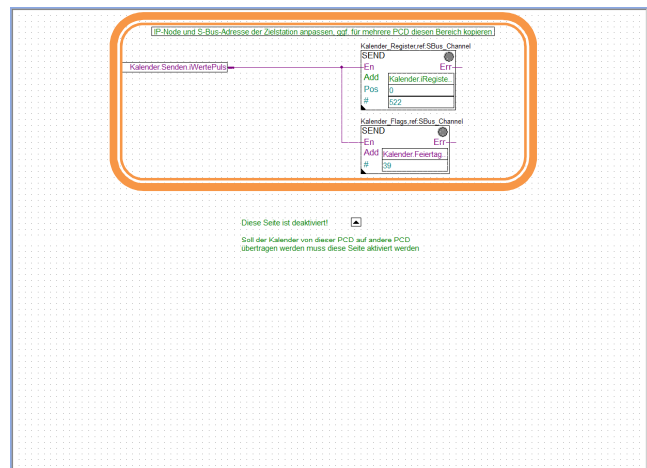 IP-Node und S-Bus-Adresse der Zielstation anpassen, ggf. für mehrere PCD diesen Bereich kopieren
Kalender_Register,ref:SBus_Channel
SEND
Kalender.Senden.iWertePuls
En Err
Add Kalender.iRegiste..
Pos 0
# 522
Kalender_Flags,ref:SBus_Channel
SEND
En Err
Add Kalender.Feiertag..
# 39
Diese Seite ist deaktiviert!
Soll der Kalender von dieser PCD auf andere PCD
übertragen werden muss diese Seite aktiviert werden